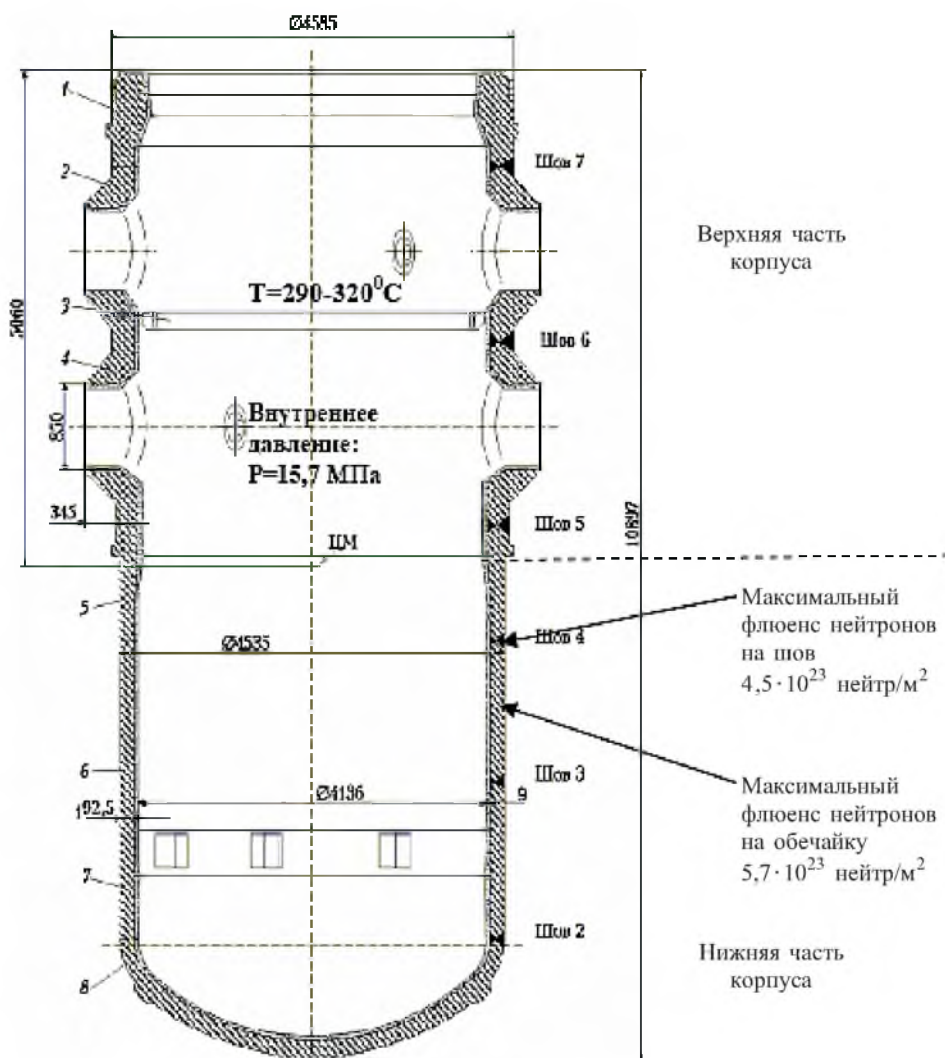 Ø4585
1
Шов 7
2
Верхняя часть
корпуса
T=290-320⁰C
3
Шов 6
4
5060
850
Внутреннее
давление:
P=15,7 МПа
345
Шов 5
10897
ЦМ
5
Максимальный
флюенс нейтронов
на шов
4,5·10²³ нейтр/м²
Шов 4
Ø4535
6
Шов 3
Ø4136
9
192,5
Максимальный
флюенс нейтронов
на обечайку
5,7·10²³ нейтр/м²
7
Шов 2
Нижняя часть
корпуса
8